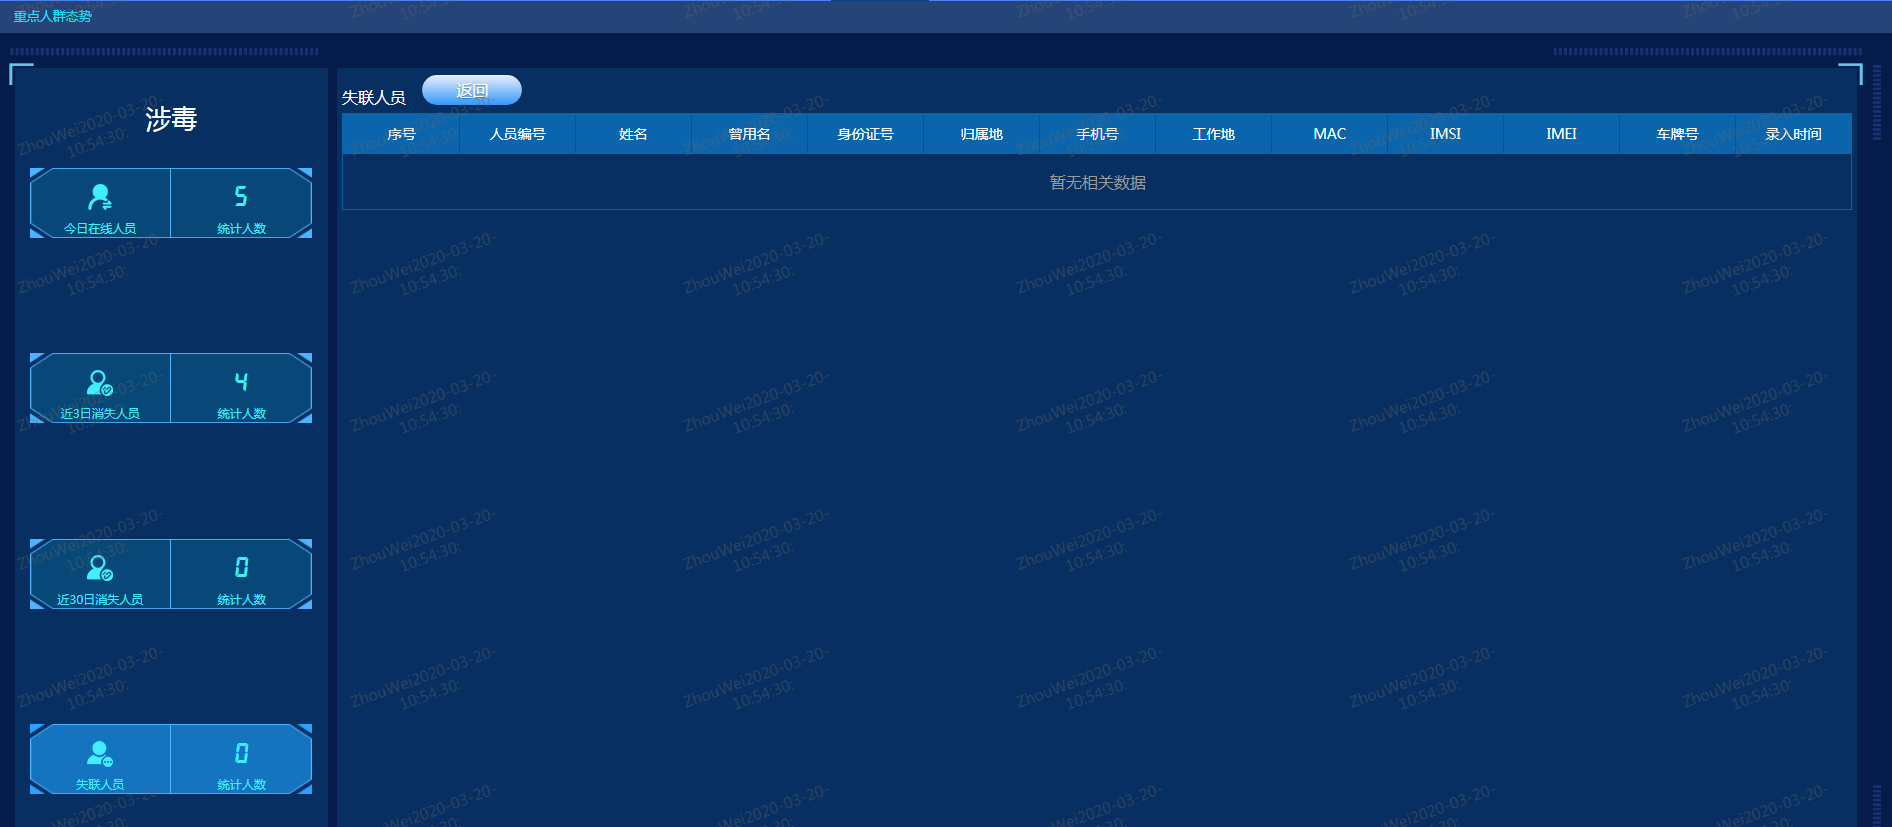 重点人群态势
涉毒
今日在线人员
5
统计人数
近3日消失人员
4
统计人数
近30日消失人员
0
统计人数
失联人员
0
统计人数
失联人员 返回
序号 人员编号 姓名 曾用名 身份证号 归属地 手机号 工作地 MAC IMSI IMEI 车牌号 录入时间
暂无相关数据
ZhouWei2020-03-20-
10:54:30: